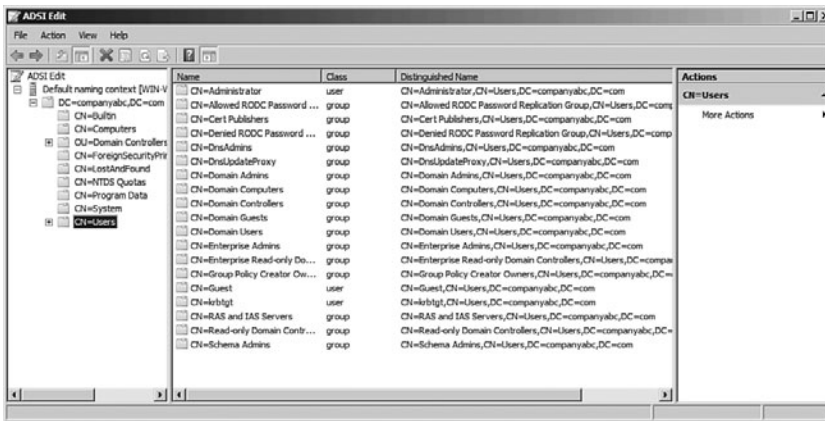 ADSI Edit
File Action View Help
ADSI Edit
Default naming context [WIN-V
DC=companyabc,DC=com
CN=Builtin
CN=Computers
OU=Domain Controllers
CN=ForeignSecurityPrin
CN=LostAndFound
CN=NTDS Quotas
CN=Program Data
CN=System
CN=Users
Name Class Distinguished Name
CN=Administrator user CN=Administrator,CN=Users,DC=companyabc,DC=com
CN=Allowed RODC Password ... group CN=Allowed RODC Password Replication Group,CN=Users,DC=comp
CN=Cert Publishers group CN=Cert Publishers,CN=Users,DC=companyabc,DC=com
CN=Denied RODC Password ... group CN=Denied RODC Password Replication Group,CN=Users,DC=comp
CN=DnsAdmins group CN=DnsAdmins,CN=Users,DC=companyabc,DC=com
CN=DnsUpdateProxy group CN=DnsUpdateProxy,CN=Users,DC=companyabc,DC=com
CN=Domain Admins group CN=Domain Admins,CN=Users,DC=companyabc,DC=com
CN=Domain Computers group CN=Domain Computers,CN=Users,DC=companyabc,DC=com
CN=Domain Controllers group CN=Domain Controllers,CN=Users,DC=companyabc,DC=com
CN=Domain Guests group CN=Domain Guests,CN=Users,DC=companyabc,DC=com
CN=Domain Users group CN=Domain Users,CN=Users,DC=companyabc,DC=com
CN=Enterprise Admins group CN=Enterprise Admins,CN=Users,DC=companyabc,DC=com
CN=Enterprise Read-only Do... group CN=Enterprise Read-only Domain Controllers,CN=Users,DC=compan
CN=Group Policy Creator Ow... group CN=Group Policy Creator Owners,CN=Users,DC=companyabc,DC=
CN=Guest user CN=Guest,CN=Users,DC=companyabc,DC=com
CN=krbtgt user CN=krbtgt,CN=Users,DC=companyabc,DC=com
CN=RAS and IAS Servers group CN=RAS and IAS Servers,CN=Users,DC=companyabc,DC=com
CN=Read-only Domain Contr... group CN=Read-only Domain Controllers,CN=Users,DC=companyabc,DC=
CN=Schema Admins group CN=Schema Admins,CN=Users,DC=companyabc,DC=com
Actions
CN=Users
More Actions